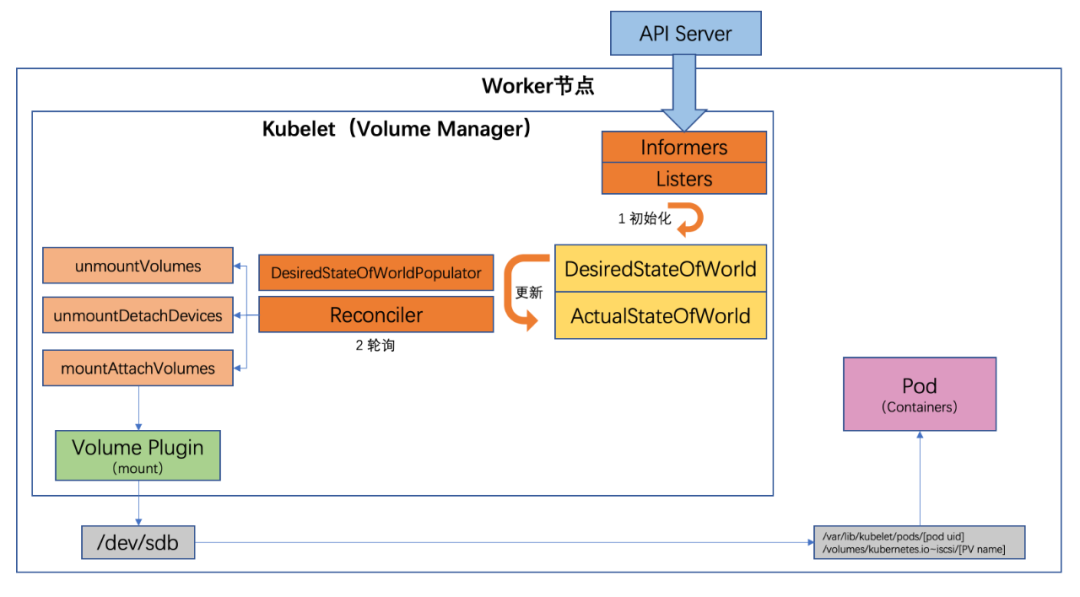 API Server
Worker节点
Kubelet（Volume Manager）
Informers
Listers
1 初始化
unmountVolumes
DesiredStateOfWorldPopulator
更新
DesiredStateOfWorld
unmountDetachDevices
Reconciler
ActualStateOfWorld
2 轮询
mountAttachVolumes
Pod
（Containers）
Volume Plugin
（mount）
/dev/sdb
/var/lib/kubelet/pods/[pod uid]
/volumes/kubernetes.io~iscsi/[PV name]